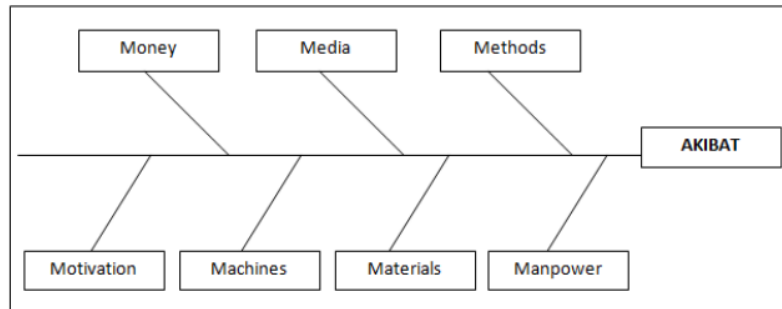 Money
Media
Methods
AKIBAT
Motivation
Machines
Materials
Manpower